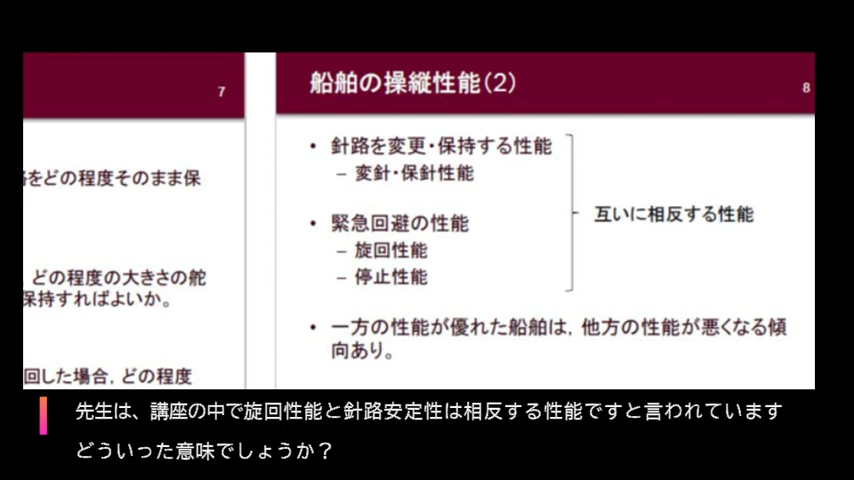 7
をどの程度そのまま保
どの程度の大きさの舵
保持すればよいか。
回した場合，どの程度
船舶の操縦性能(2)
8
• 針路を変更・保持する性能
– 変針・保針性能
• 緊急回避の性能
– 旋回性能
– 停止性能
互いに相反する性能
• 一方の性能が優れた船舶は，他方の性能が悪くなる傾
向あり。
先生は、講座の中で旋回性能と針路安定性は相反する性能ですと言われています
どういった意味でしょうか？